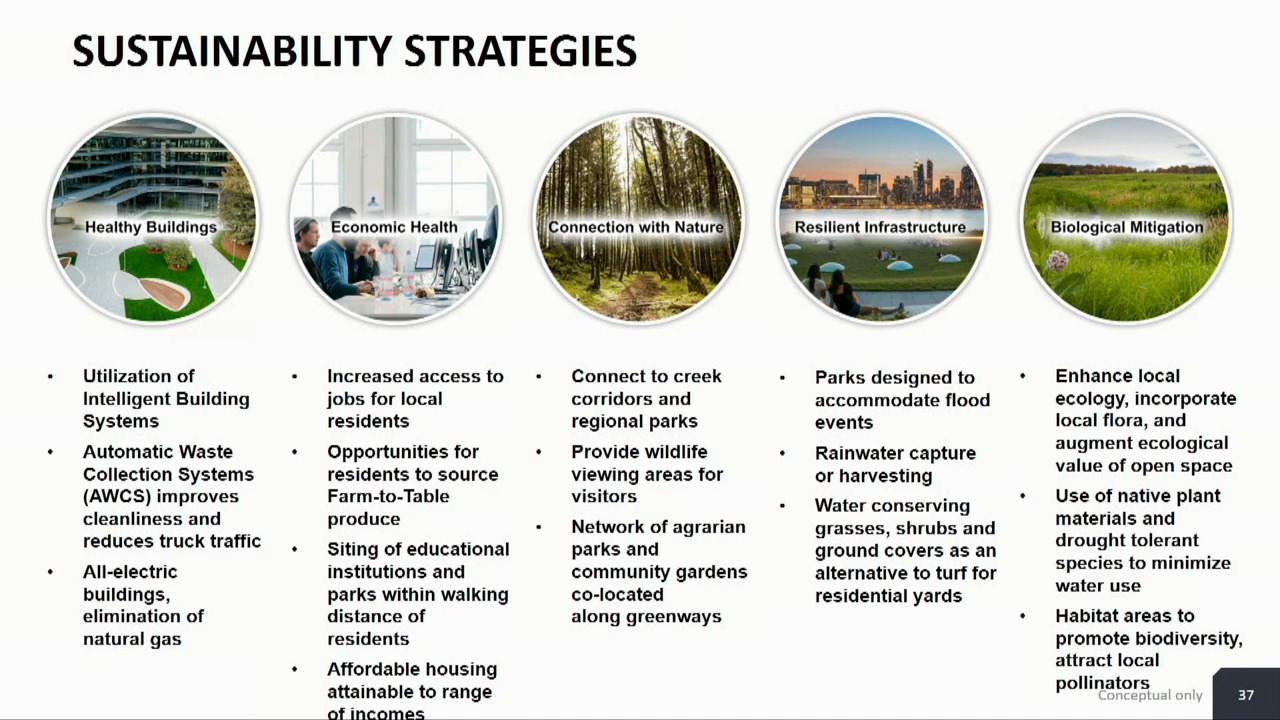 SUSTAINABILITY STRATEGIES
Healthy Buildings
Economic Health
Connection with Nature
Resilient Infrastructure
Biological Mitigation
• Utilization of
Intelligent Building
Systems
• Automatic Waste
Collection Systems
(AWCS) improves
cleanliness and
reduces truck traffic
• All-electric
buildings,
elimination of
natural gas
• Increased access to
jobs for local
residents
• Opportunities for
residents to source
Farm-to-Table
produce
• Siting of educational
institutions and
parks within walking
distance of
residents
• Affordable housing
attainable to range
of incomes
• Connect to creek
corridors and
regional parks
• Provide wildlife
viewing areas for
visitors
• Network of agrarian
parks and
community gardens
co-located
along greenways
• Parks designed to
accommodate flood
events
• Rainwater capture
or harvesting
• Water conserving
grasses, shrubs and
ground covers as an
alternative to turf for
residential yards
• Enhance local
ecology, incorporate
local flora, and
augment ecological
value of open space
• Use of native plant
materials and
drought tolerant
species to minimize
water use
• Habitat areas to
promote biodiversity,
attract local
pollinators
Conceptual only
37